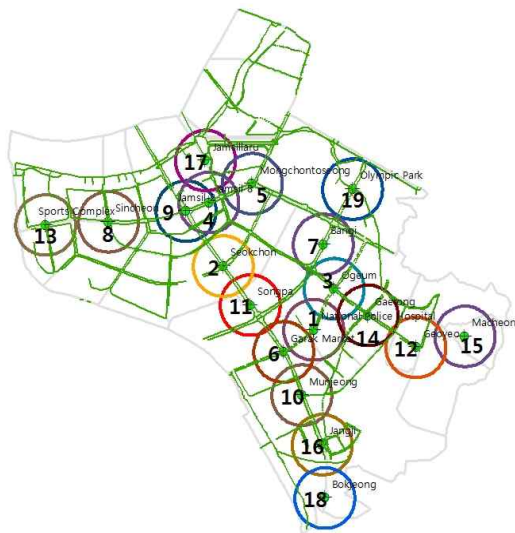 17
Jamsillaru
Mongchontoseong
5
Olympic Park
19
Sports Complex
13
Sincheon
8
Jamsil
9
4
Bangi
7
Seokchon
2
Ogeum
3
Songpa
11
Gaelong
14
National Police Hospital
1
Garak Market
6
Geoyeo
12
Macheon
15
Munjeong
10
Jangji
16
Bokjeong
18